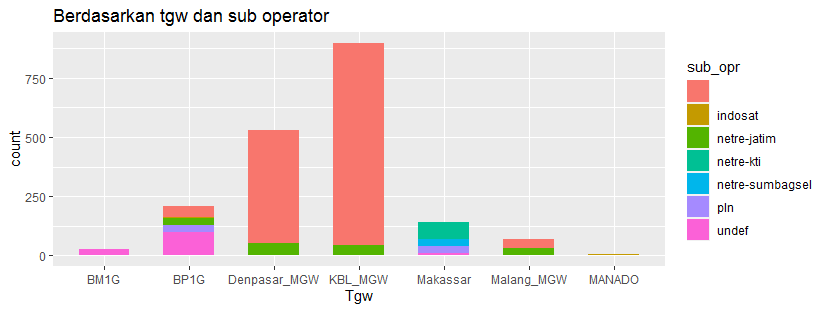 Berdasarkan tgw dan sub operator
count
750
500
250
0
BM1G BP1G Denpasar_MGW KBL_MGW Makassar Malang_MGW MANADO
Tgw
sub_opr
indosat
netre-jatim
netre-kti
netre-sumbagsel
pln
undef